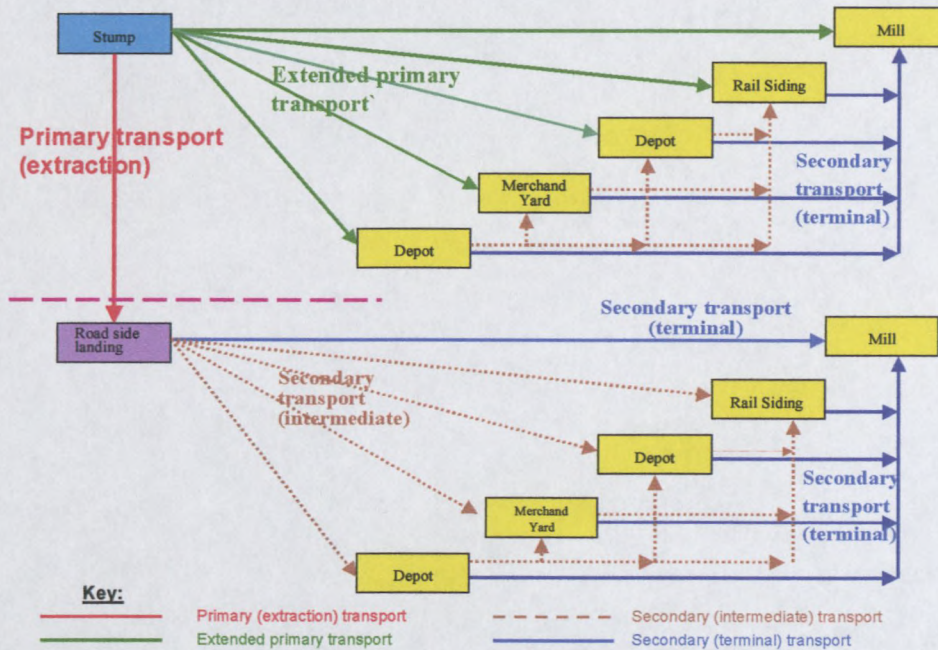 Stump
Mill
Extended primary
transport`
Rail Siding
Primary transport
(extraction)
Depot
Secondary
transport
(terminal)
Merchand
Yard
Depot
Secondary transport
(terminal)
Road side
landing
Mill
Secondary
transport
(intermediate)
Rail Siding
Depot
Secondary
transport
(terminal)
Merchand
Yard
Depot
Key:
Primary (extraction) transport
Secondary (intermediate) transport
Extended primary transport
Secondary (terminal) transport